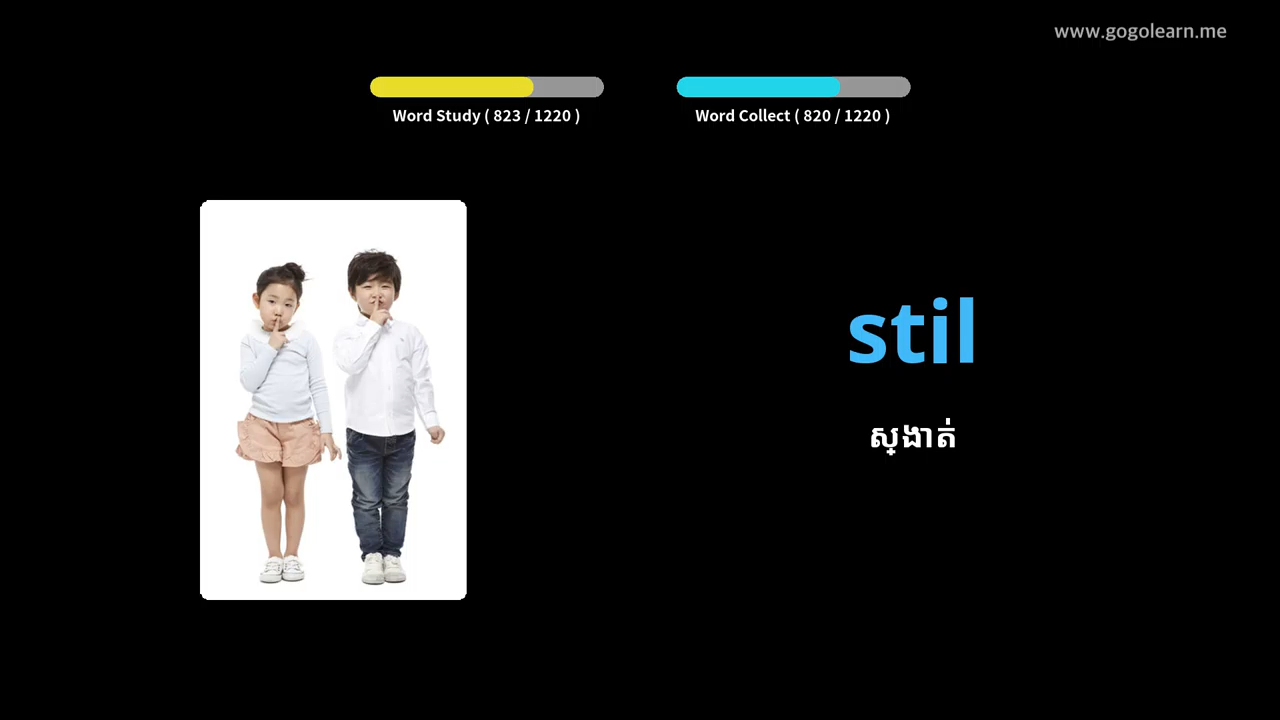 www.gogolearn.me
Word Study ( 823 / 1220 )
Word Collect ( 820 / 1220 )
stil
ស្ងាត់